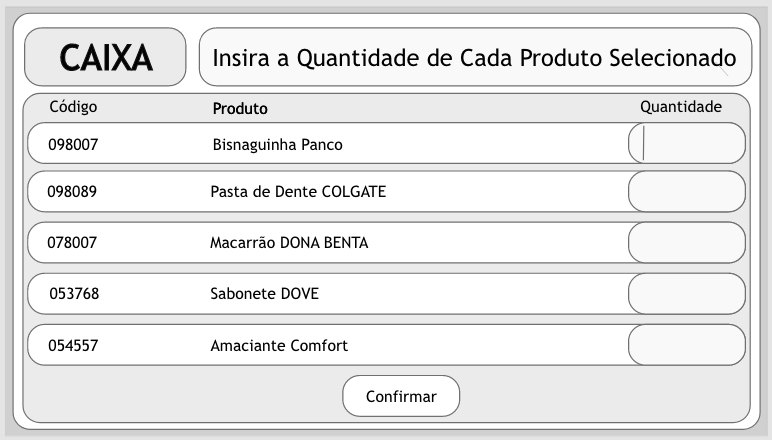 CAIXA
Insira a Quantidade de Cada Produto Selecionado
Código Produto Quantidade
098007 Bisnaguinha Panco
098089 Pasta de Dente COLGATE
078007 Macarrão DONA BENTA
053768 Sabonete DOVE
054557 Amaciante Comfort
Confirmar